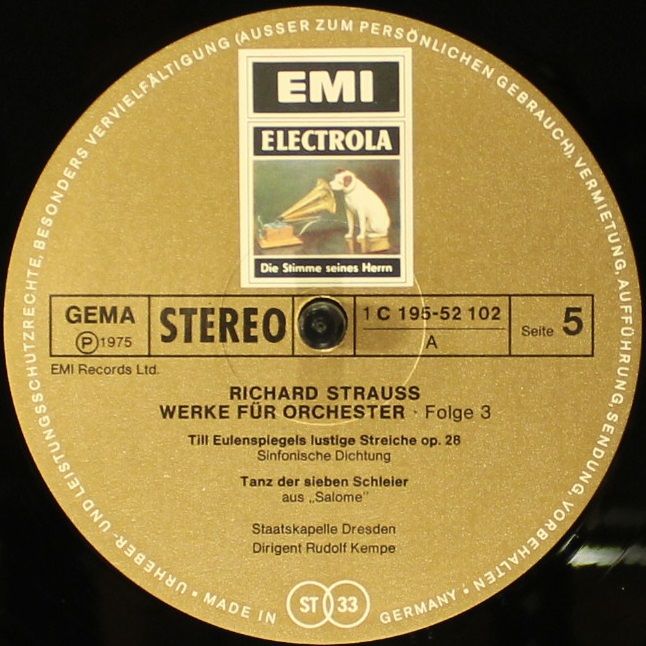 EMI
ELECTROLA
Die Stimme seines Herrn
GEMA
Ⓟ 1975
STEREO
1 C 195-52 102
A
Seite 5
EMI Records Ltd.
RICHARD STRAUSS
WERKE FÜR ORCHESTER · Folge 3
Till Eulenspiegels lustige Streiche op. 28
Sinfonische Dichtung
Tanz der sieben Schleier
aus „Salome"
Staatskapelle Dresden
Dirigent Rudolf Kempe
URHEBER- UND LEISTUNGSSCHUTZRECHTE, BESONDERS VERVIELFÄLTIGUNG (AUSSER ZUM PERSÖNLICHEN GEBRAUCH), VERMIETUNG, AUFFÜHRUNG, SENDUNG, VORBEHALTEN · MADE IN GERMANY ·
ST 33